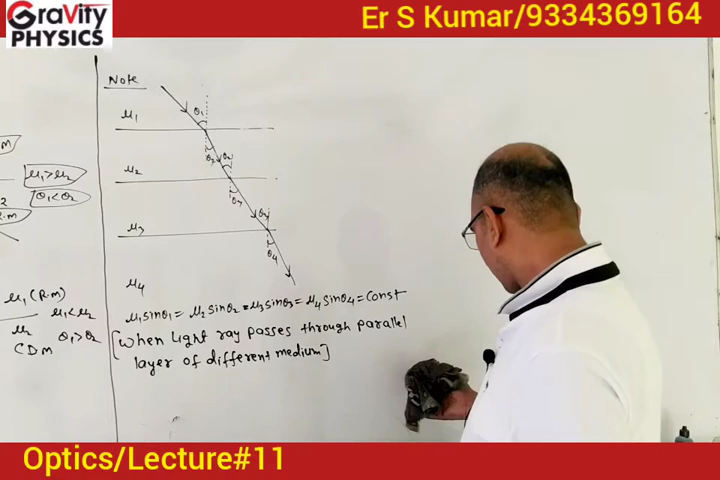 GraVity
PHYSICS
Er S Kumar/9334369164
Note
μ1
θ1
μ2
θ2
θ2
μ3
θ3
θ3
μ4
θ4
μ1 sinθ1 = μ2 sinθ2 = μ3 sinθ3 = μ4 sinθ4 = Const
[when Light ray passes through parallel
layer of different medium]
μ1>μ2
θ1<θ2
R.m
μ1 (R.M)
μ1<μ2
μ2
θ1>θ2
CDM
Optics/Lecture#11